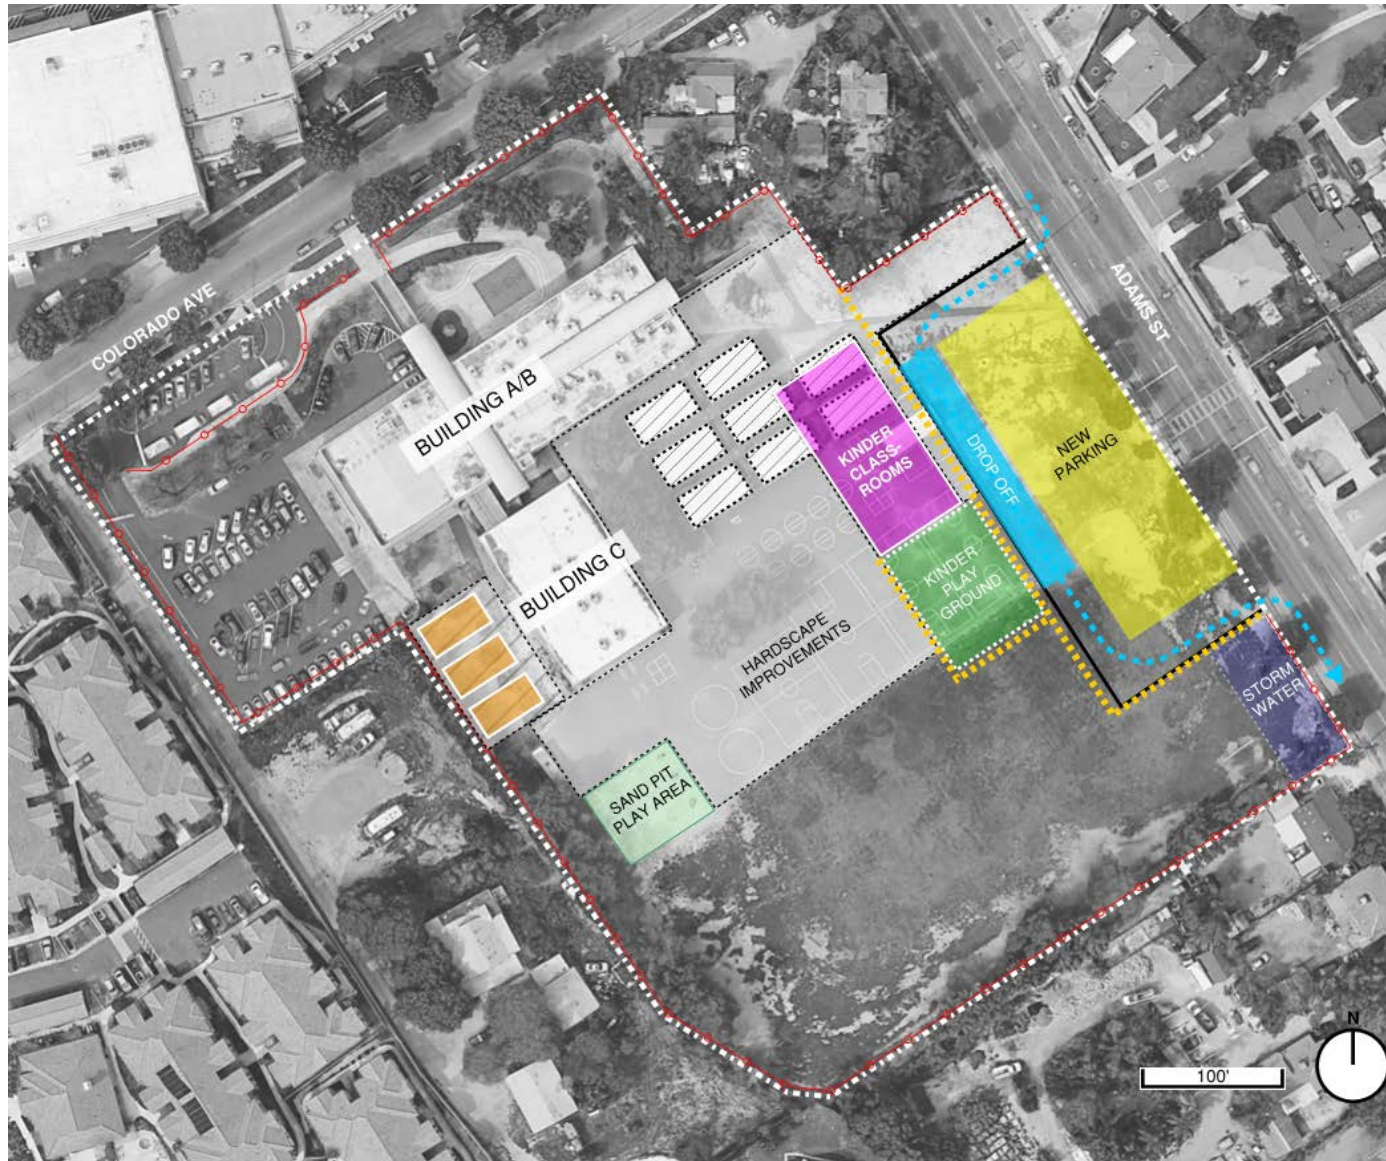 COLORADO AVE
ADAMS ST
BUILDING A/B
BUILDING C
KINDER
CLASS-
ROOMS
DROP OFF
NEW
PARKING
KINDER
PLAY
GROUND
HARDSCAPE
IMPROVEMENTS
STORM
WATER
SAND PIT
PLAY AREA
N
100'